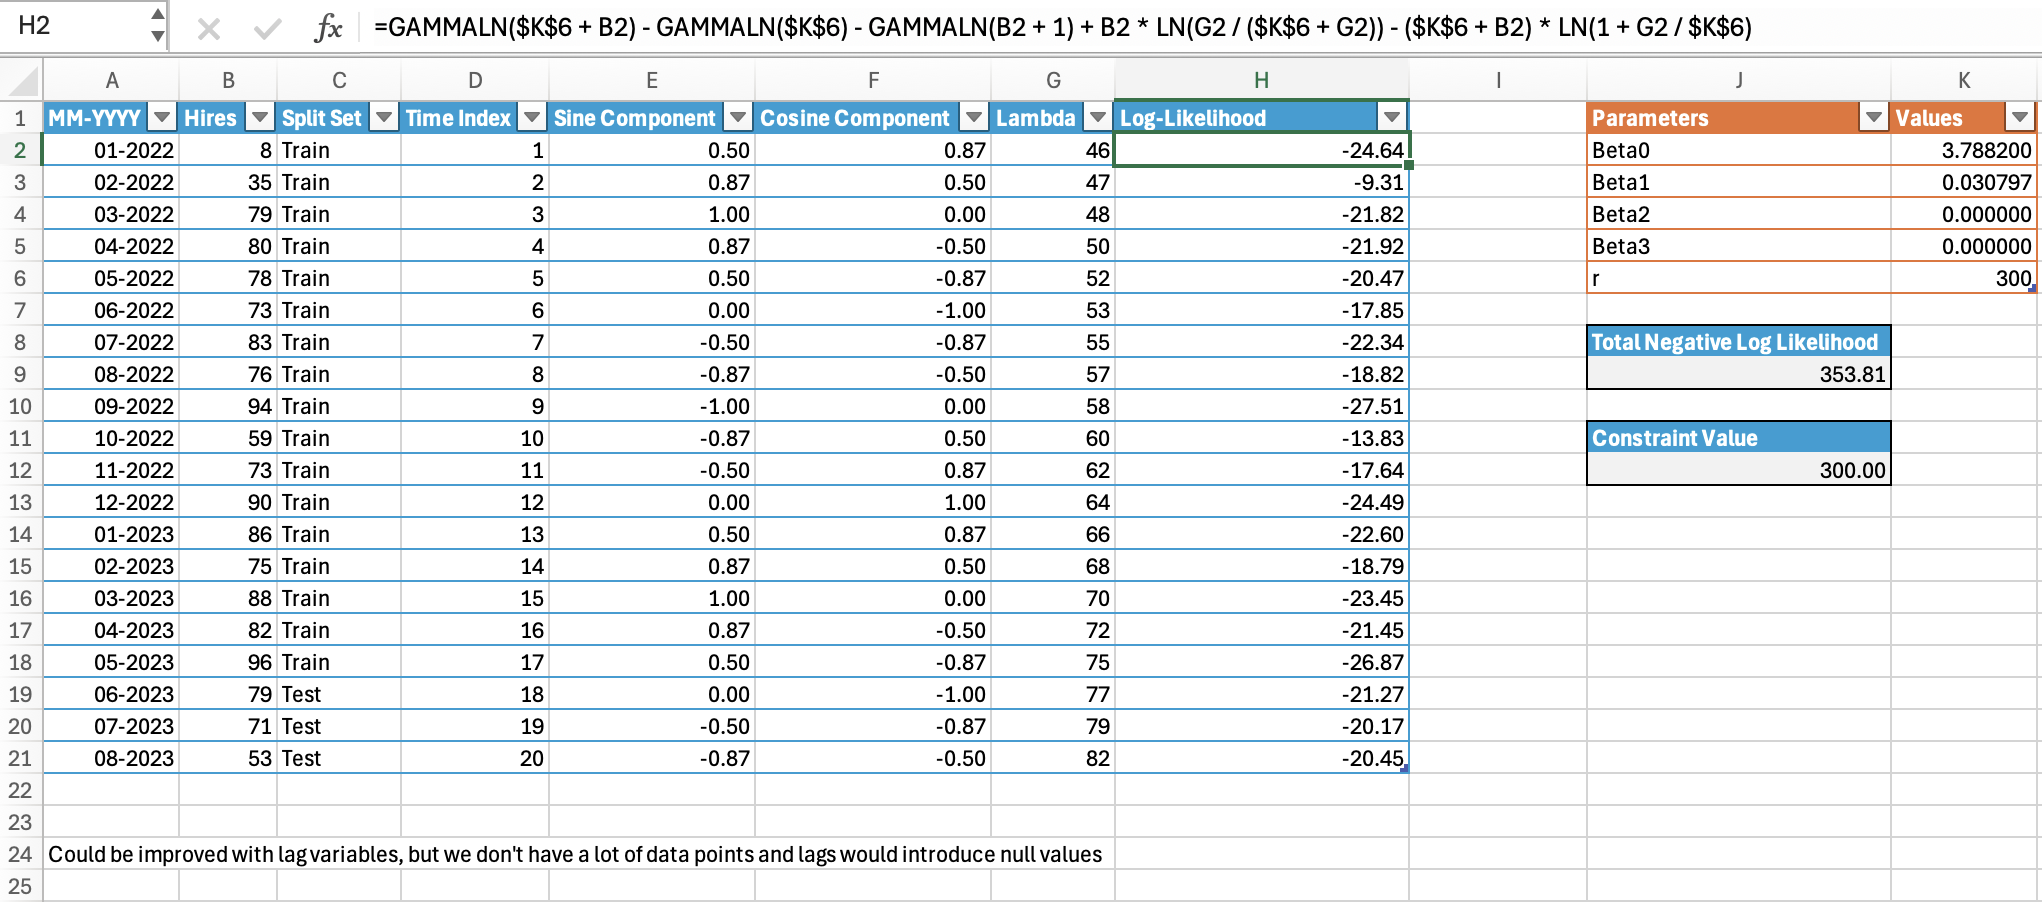 H2 fx =GAMMALN($K$6 + B2) - GAMMALN($K$6) - GAMMALN(B2 + 1) + B2 * LN(G2 / ($K$6 + G2)) - ($K$6 + B2) * LN(1 + G2 / $K$6)
A B C D E F G H I J K
1 MM-YYYY Hires Split Set Time Index Sine Component Cosine Component Lambda Log-Likelihood Parameters Values
2 01-2022 8 Train 1 0.50 0.87 46 -24.64 Beta0 3.788200
3 02-2022 35 Train 2 0.87 0.50 47 -9.31 Beta1 0.030797
4 03-2022 79 Train 3 1.00 0.00 48 -21.82 Beta2 0.000000
5 04-2022 80 Train 4 0.87 -0.50 50 -21.92 Beta3 0.000000
6 05-2022 78 Train 5 0.50 -0.87 52 -20.47 r 300
7 06-2022 73 Train 6 0.00 -1.00 53 -17.85
8 07-2022 83 Train 7 -0.50 -0.87 55 -22.34 Total Negative Log Likelihood
9 08-2022 76 Train 8 -0.87 -0.50 57 -18.82 353.81
10 09-2022 94 Train 9 -1.00 0.00 58 -27.51
11 10-2022 59 Train 10 -0.87 0.50 60 -13.83 Constraint Value
12 11-2022 73 Train 11 -0.50 0.87 62 -17.64 300.00
13 12-2022 90 Train 12 0.00 1.00 64 -24.49
14 01-2023 86 Train 13 0.50 0.87 66 -22.60
15 02-2023 75 Train 14 0.87 0.50 68 -18.79
16 03-2023 88 Train 15 1.00 0.00 70 -23.45
17 04-2023 82 Train 16 0.87 -0.50 72 -21.45
18 05-2023 96 Train 17 0.50 -0.87 75 -26.87
19 06-2023 79 Test 18 0.00 -1.00 77 -21.27
20 07-2023 71 Test 19 -0.50 -0.87 79 -20.17
21 08-2023 53 Test 20 -0.87 -0.50 82 -20.45
22
23
24 Could be improved with lag variables, but we don't have a lot of data points and lags would introduce null values
25